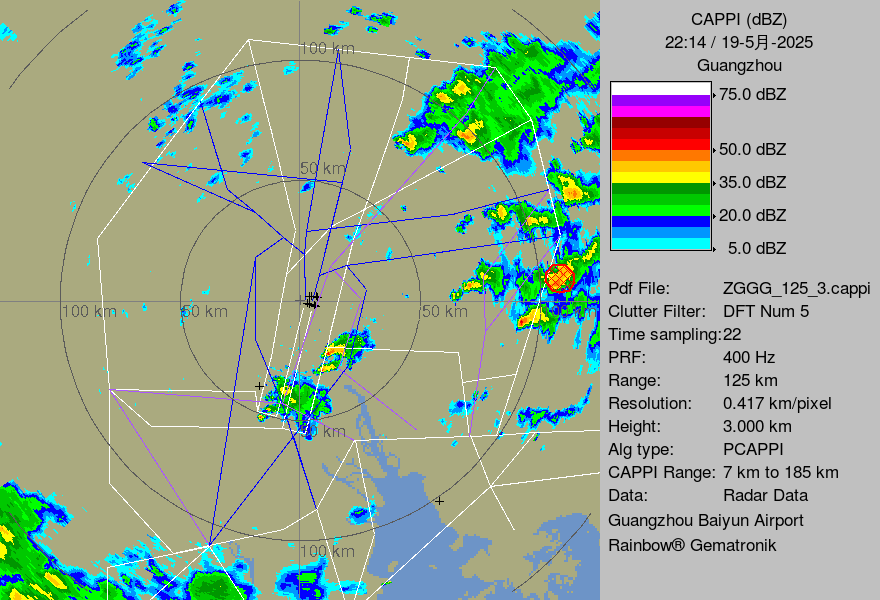 CAPPI (dBZ)
22:14 / 19-5月-2025
Guangzhou
75.0 dBZ
50.0 dBZ
35.0 dBZ
20.0 dBZ
5.0 dBZ
Pdf File: ZGGG_125_3.cappi
Clutter Filter: DFT Num 5
Time sampling:22
PRF: 400 Hz
Range: 125 km
Resolution: 0.417 km/pixel
Height: 3.000 km
Alg type: PCAPPI
CAPPI Range: 7 km to 185 km
Data: Radar Data
Guangzhou Baiyun Airport
Rainbow® Gematronik
100 km
50 km
100 km
50 km
50 km
km
100 km